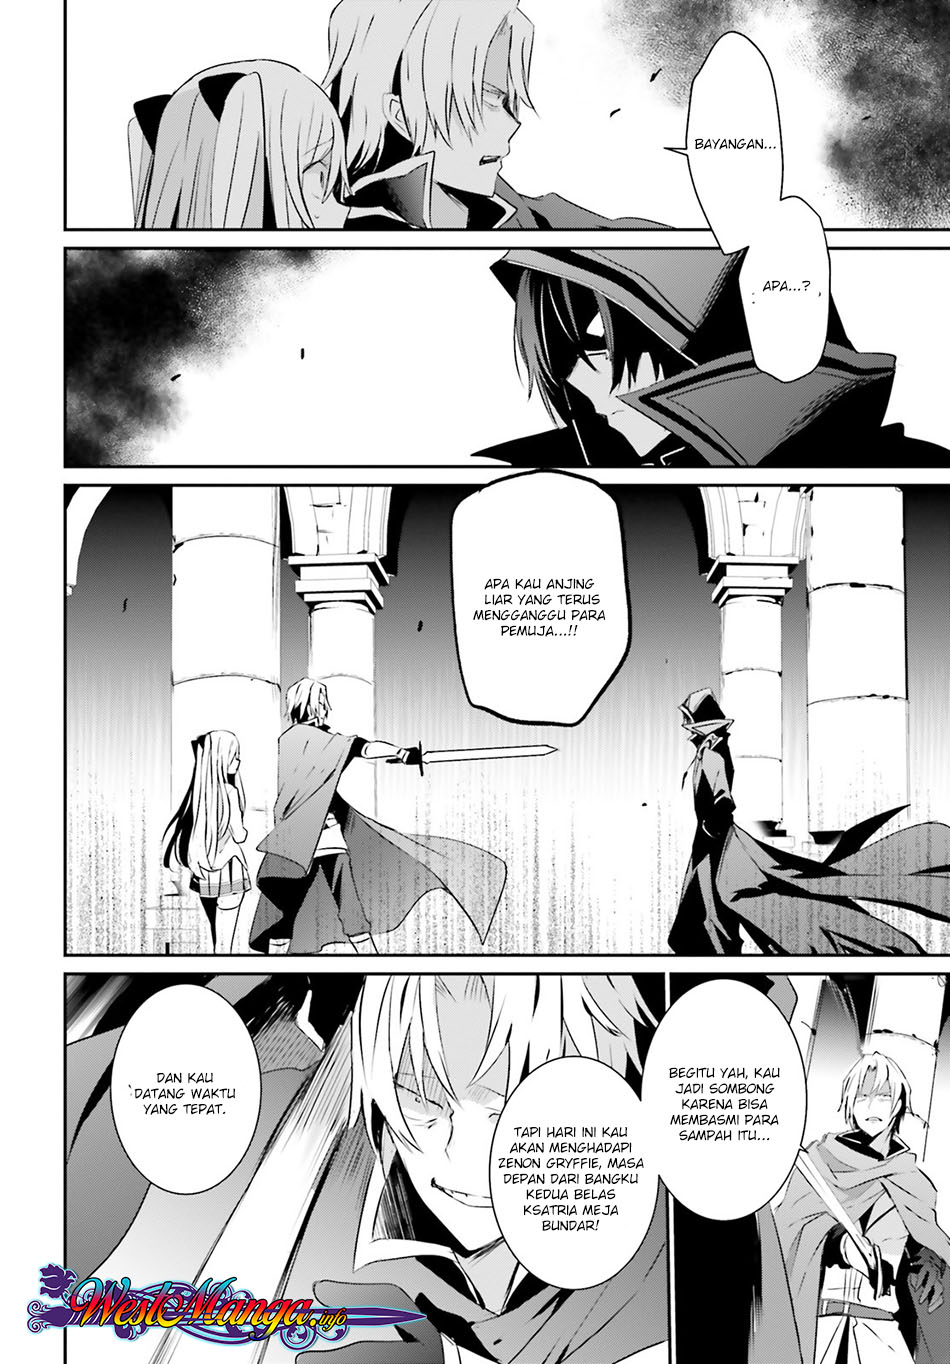 BAYANGAN...
APA...?
APA KAU ANJING
LIAR YANG TERUS
MENGGANGGU PARA
PEMUJA...!!
BEGITU YAH, KAU
JADI SOMBONG
KARENA BISA
MEMBASMI PARA
SAMPAH ITU...
TAPI HARI INI KAU
AKAN MENGHADAPI
ZENON GRYFFIE, MASA
DEPAN DARI BANGKU
KEDUA BELAS
KSATRIA MEJA
BUNDAR!
DAN KAU
DATANG WAKTU
YANG TEPAT.
WestManga.info